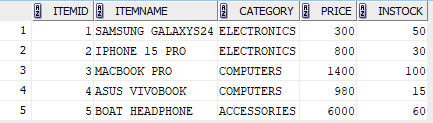 ITEMID ITEMNAME CATEGORY PRICE INSTOCK
1 1 SAMSUNG GALAXYS24 ELECTRONICS 300 50
2 2 IPHONE 15 PRO ELECTRONICS 800 30
3 3 MACBOOK PRO COMPUTERS 1400 100
4 4 ASUS VIVOBOOK COMPUTERS 980 15
5 5 BOAT HEADPHONE ACCESSORIES 6000 60